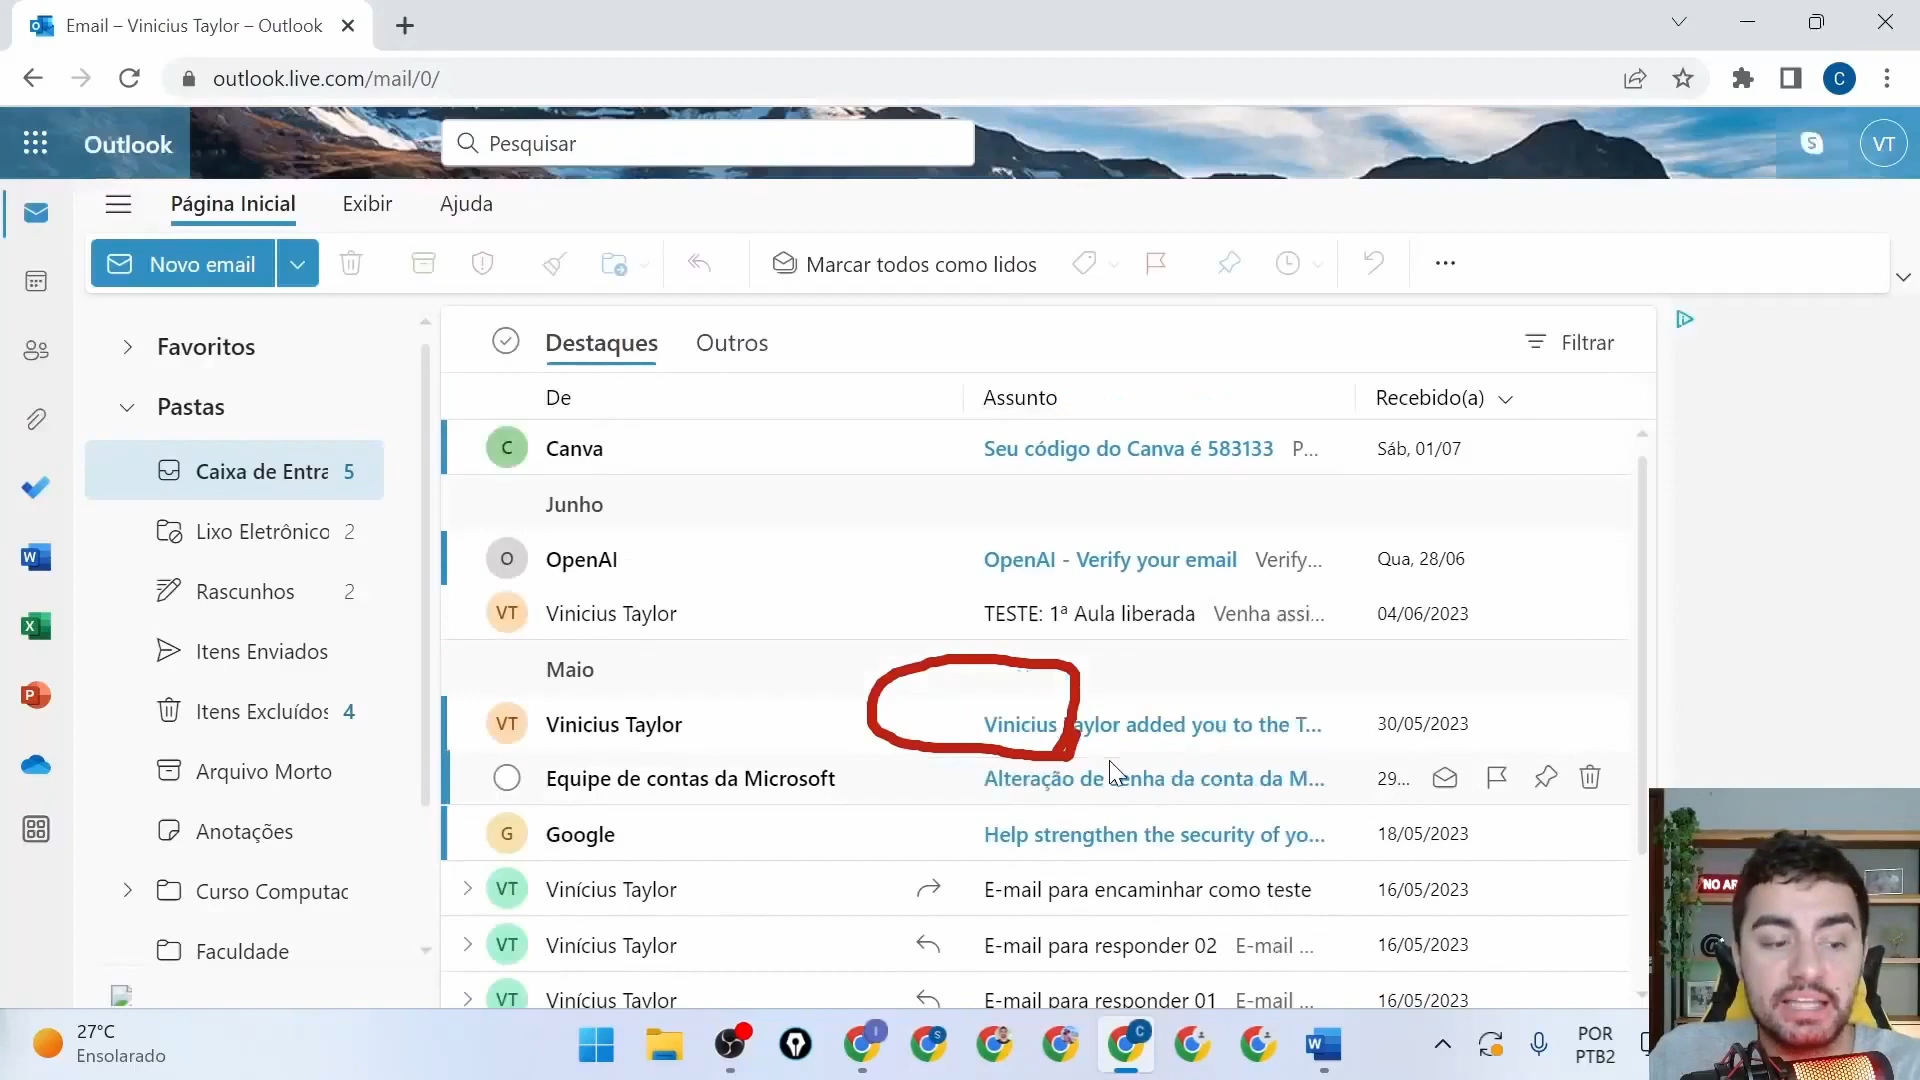 Email – Vinicius Taylor – Outlook
outlook.live.com/mail/0/
C
Outlook
Pesquisar
S
VT
Página Inicial
Exibir
Ajuda
Novo email
Marcar todos como lidos
Favoritos
Pastas
Caixa de Entra 5
Lixo Eletrônico 2
Rascunhos 2
Itens Enviados
Itens Excluídos 4
Arquivo Morto
Anotações
Curso Computac
Faculdade
Destaques
Outros
Filtrar
De
Assunto
Recebido(a)
C Canva Seu código do Canva é 583133 P... Sáb, 01/07
Junho
O OpenAI OpenAI - Verify your email Verify... Qua, 28/06
VT Vinicius Taylor TESTE: 1ª Aula liberada Venha assi... 04/06/2023
Maio
VT Vinicius Taylor Vinicius Taylor added you to the T... 30/05/2023
Equipe de contas da Microsoft Alteração de senha da conta da M... 29...
G Google Help strengthen the security of yo... 18/05/2023
VT Vinícius Taylor E-mail para encaminhar como teste 16/05/2023
VT Vinícius Taylor E-mail para responder 02 E-mail ... 16/05/2023
VT Vinícius Taylor E-mail para responder 01 E-mail ... 16/05/2023
W
X
P
NO AR
27°C
Ensolarado
I
S
C
W
POR
PTB2